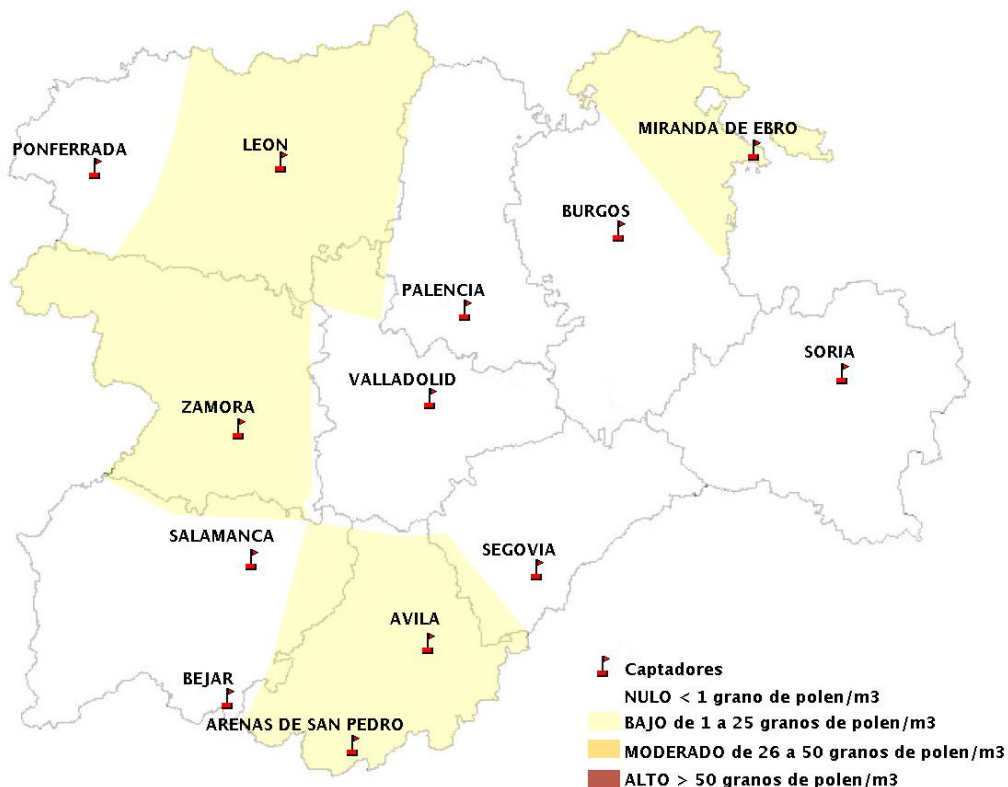 MIRANDA DE EBRO
PONFERRADA
LEON
BURGOS
PALENCIA
SORIA
VALLADOLID
ZAMORA
SALAMANCA
SEGOVIA
AVILA
BEJAR
ARENAS DE SAN PEDRO
Captadores
NULO < 1 grano de polen/m3
BAJO de 1 a 25 granos de polen/m3
MODERADO de 26 a 50 granos de polen/m3
ALTO > 50 granos de polen/m3